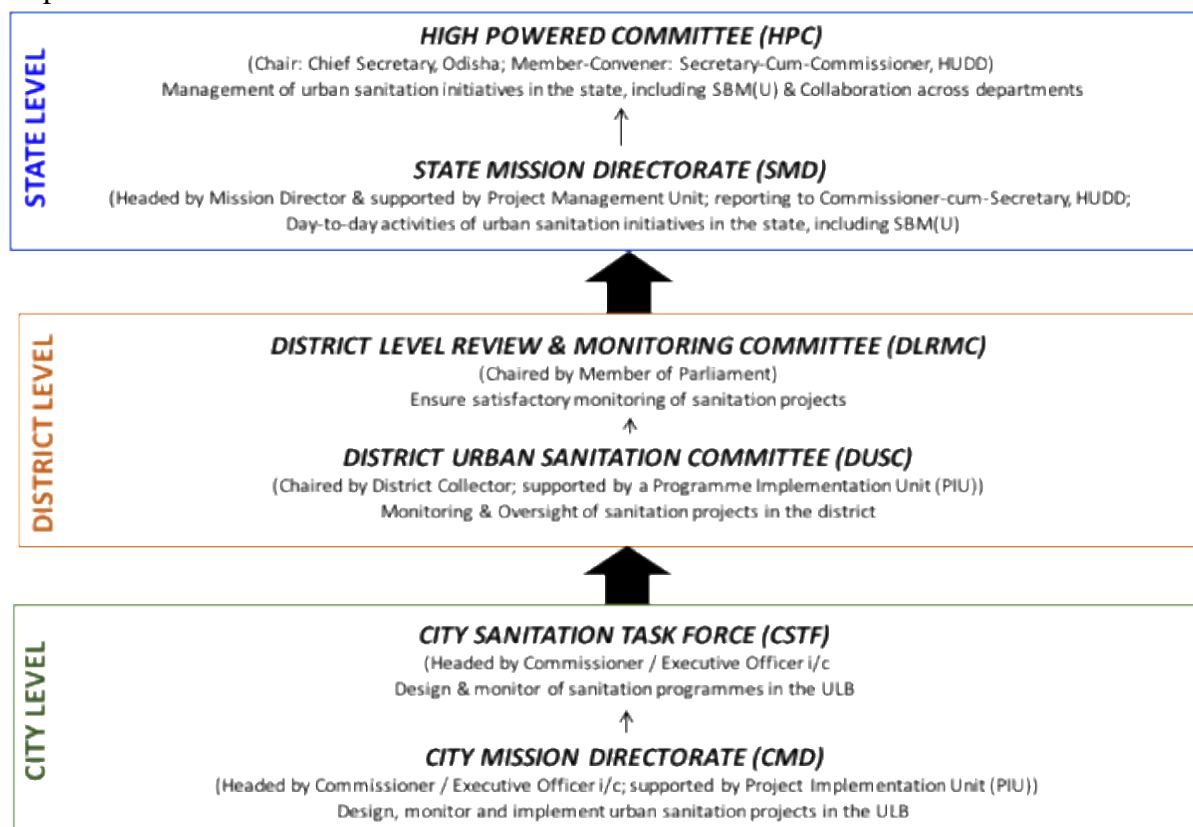 STATE LEVEL
HIGH POWERED COMMITTEE (HPC)
(Chair: Chief Secretary, Odisha; Member-Convener: Secretary-Cum-Commissioner, HUDD)
Management of urban sanitation initiatives in the state, including SBM(U) & Collaboration across departments
STATE MISSION DIRECTORATE (SMD)
(Headed by Mission Director & supported by Project Management Unit; reporting to Commissioner-cum-Secretary, HUDD;
Day-to-day activities of urban sanitation initiatives in the state, including SBM(U)
DISTRICT LEVEL
DISTRICT LEVEL REVIEW & MONITORING COMMITTEE (DLRMC)
(Chaired by Member of Parliament)
Ensure satisfactory monitoring of sanitation projects
DISTRICT URBAN SANITATION COMMITTEE (DUSC)
(Chaired by District Collector; supported by a Programme Implementation Unit (PIU))
Monitoring & Oversight of sanitation projects in the district
CITY LEVEL
CITY SANITATION TASK FORCE (CSTF)
(Headed by Commissioner / Executive Officer i/c
Design & monitor of sanitation programmes in the ULB
CITY MISSION DIRECTORATE (CMD)
(Headed by Commissioner / Executive Officer i/c; supported by Project Implementation Unit (PIU))
Design, monitor and implement urban sanitation projects in the ULB